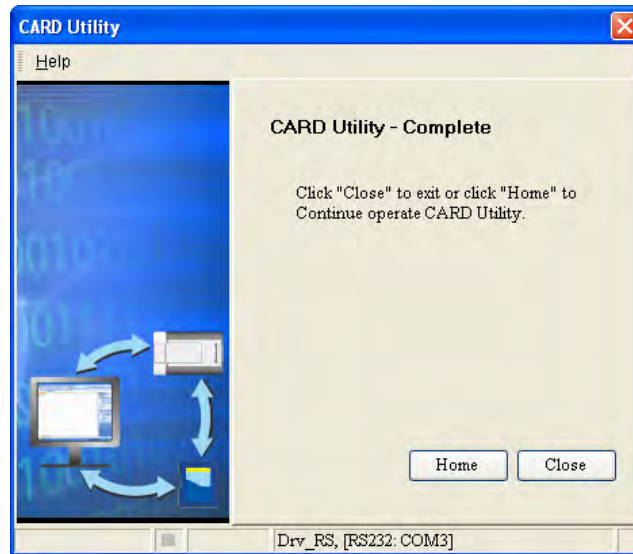 CARD Utility
Help
CARD Utility - Complete
Click "Close" to exit or click "Home" to
Continue operate CARD Utility.
Home Close
Drv_RS, [RS232: COM3]